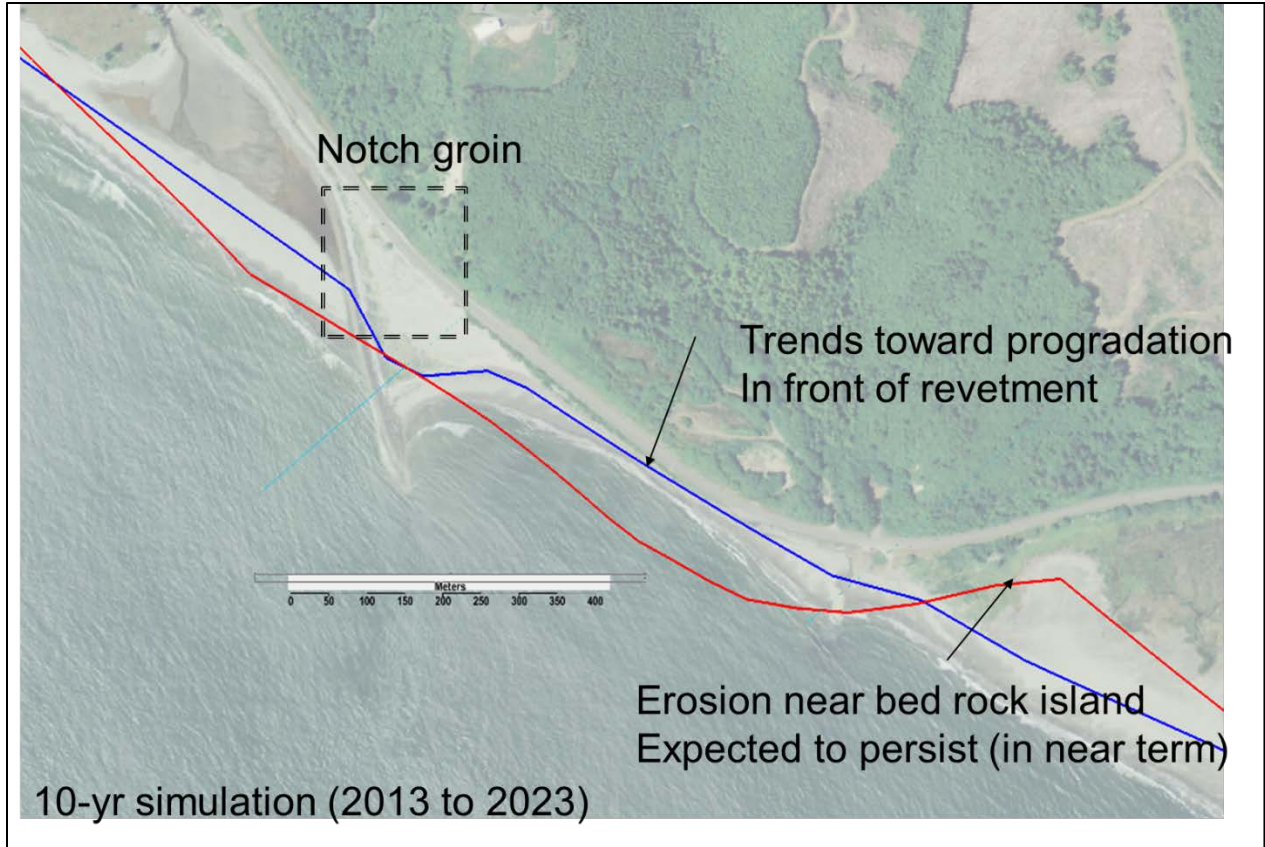 Notch groin
Trends toward progradation
In front of revetment
Meters
0 50 100 150 200 250 300 350 400
Erosion near bed rock island
Expected to persist (in near term)
10-yr simulation (2013 to 2023)